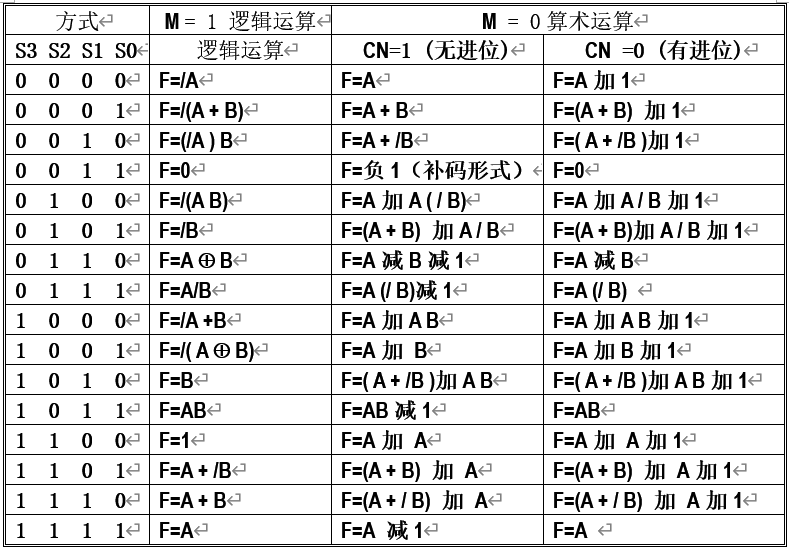 方式 M = 1 逻辑运算 M = 0 算术运算
S3 S2 S1 S0 逻辑运算 CN=1 (无进位) CN =0 (有进位)
0 0 0 0 F=/A F=A F=A 加 1
0 0 0 1 F=/(A + B) F=A + B F=(A + B) 加 1
0 0 1 0 F=(/A ) B F=A + /B F=( A + /B )加 1
0 0 1 1 F=0 F=负 1（补码形式） F=0
0 1 0 0 F=/(A B) F=A 加 A ( / B) F=A 加 A / B 加 1
0 1 0 1 F=/B F=(A + B) 加 A / B F=(A + B)加 A / B 加 1
0 1 1 0 F=A ⊕ B F=A 减 B 减 1 F=A 减 B
0 1 1 1 F=A/B F=A (/ B)减 1 F=A (/ B)
1 0 0 0 F=/A +B F=A 加 A B F=A 加 A B 加 1
1 0 0 1 F=/( A ⊕ B) F=A 加 B F=A 加 B 加 1
1 0 1 0 F=B F=( A + /B )加 A B F=( A + /B )加 A B 加 1
1 0 1 1 F=AB F=AB 减 1 F=AB
1 1 0 0 F=1 F=A 加 A F=A 加 A 加 1
1 1 0 1 F=A + /B F=(A + B) 加 A F=(A + B) 加 A 加 1
1 1 1 0 F=A + B F=(A + / B) 加 A F=(A + / B) 加 A 加 1
1 1 1 1 F=A F=A 减 1 F=A